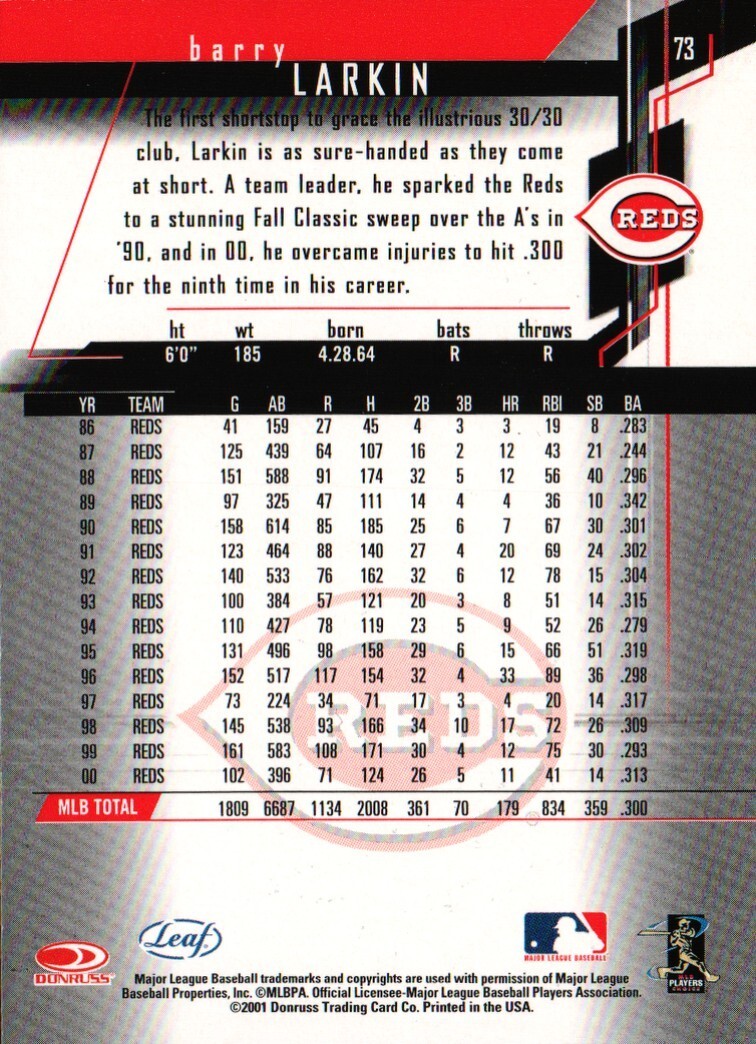 barry
LARKIN
73
The first shortstop to grace the illustrious 30/30
club, Larkin is as sure-handed as they come
at short. A team leader, he sparked the Reds
to a stunning Fall Classic sweep over the A's in
'90, and in 00, he overcame injuries to hit .300
for the ninth time in his career.
REDS
ht wt born bats throws
6'0" 185 4.28.64 R R
YR TEAM G AB R H 2B 3B HR RBI SB BA
86 REDS 41 159 27 45 4 3 3 19 8 .283
87 REDS 125 439 64 107 16 2 12 43 21 .244
88 REDS 151 588 91 174 32 5 12 56 40 .296
89 REDS 97 325 47 111 14 4 4 36 10 .342
90 REDS 158 614 85 185 25 6 7 67 30 .301
91 REDS 123 464 88 140 27 4 20 69 24 .302
92 REDS 140 533 76 162 32 6 12 78 15 .304
93 REDS 100 384 57 121 20 3 8 51 14 .315
94 REDS 110 427 78 119 23 5 9 52 26 .279
95 REDS 131 496 98 158 29 6 15 66 51 .319
96 REDS 152 517 117 154 32 4 33 89 36 .298
97 REDS 73 224 34 71 17 3 4 20 14 .317
98 REDS 145 538 93 166 34 10 17 72 26 .309
99 REDS 161 583 108 171 30 4 12 75 30 .293
00 REDS 102 396 71 124 26 5 11 41 14 .313
MLB TOTAL 1809 6687 1134 2008 361 70 179 834 359 .300
REDS
Leaf
DONRUSS
MAJOR LEAGUE BASEBALL
MLB
PLAYERS
CHOICE
Major League Baseball trademarks and copyrights are used with permission of Major League
Baseball Properties, Inc. ©MLBPA. Official Licensee-Major League Baseball Players Association.
©2001 Donruss Trading Card Co. Printed in the USA.